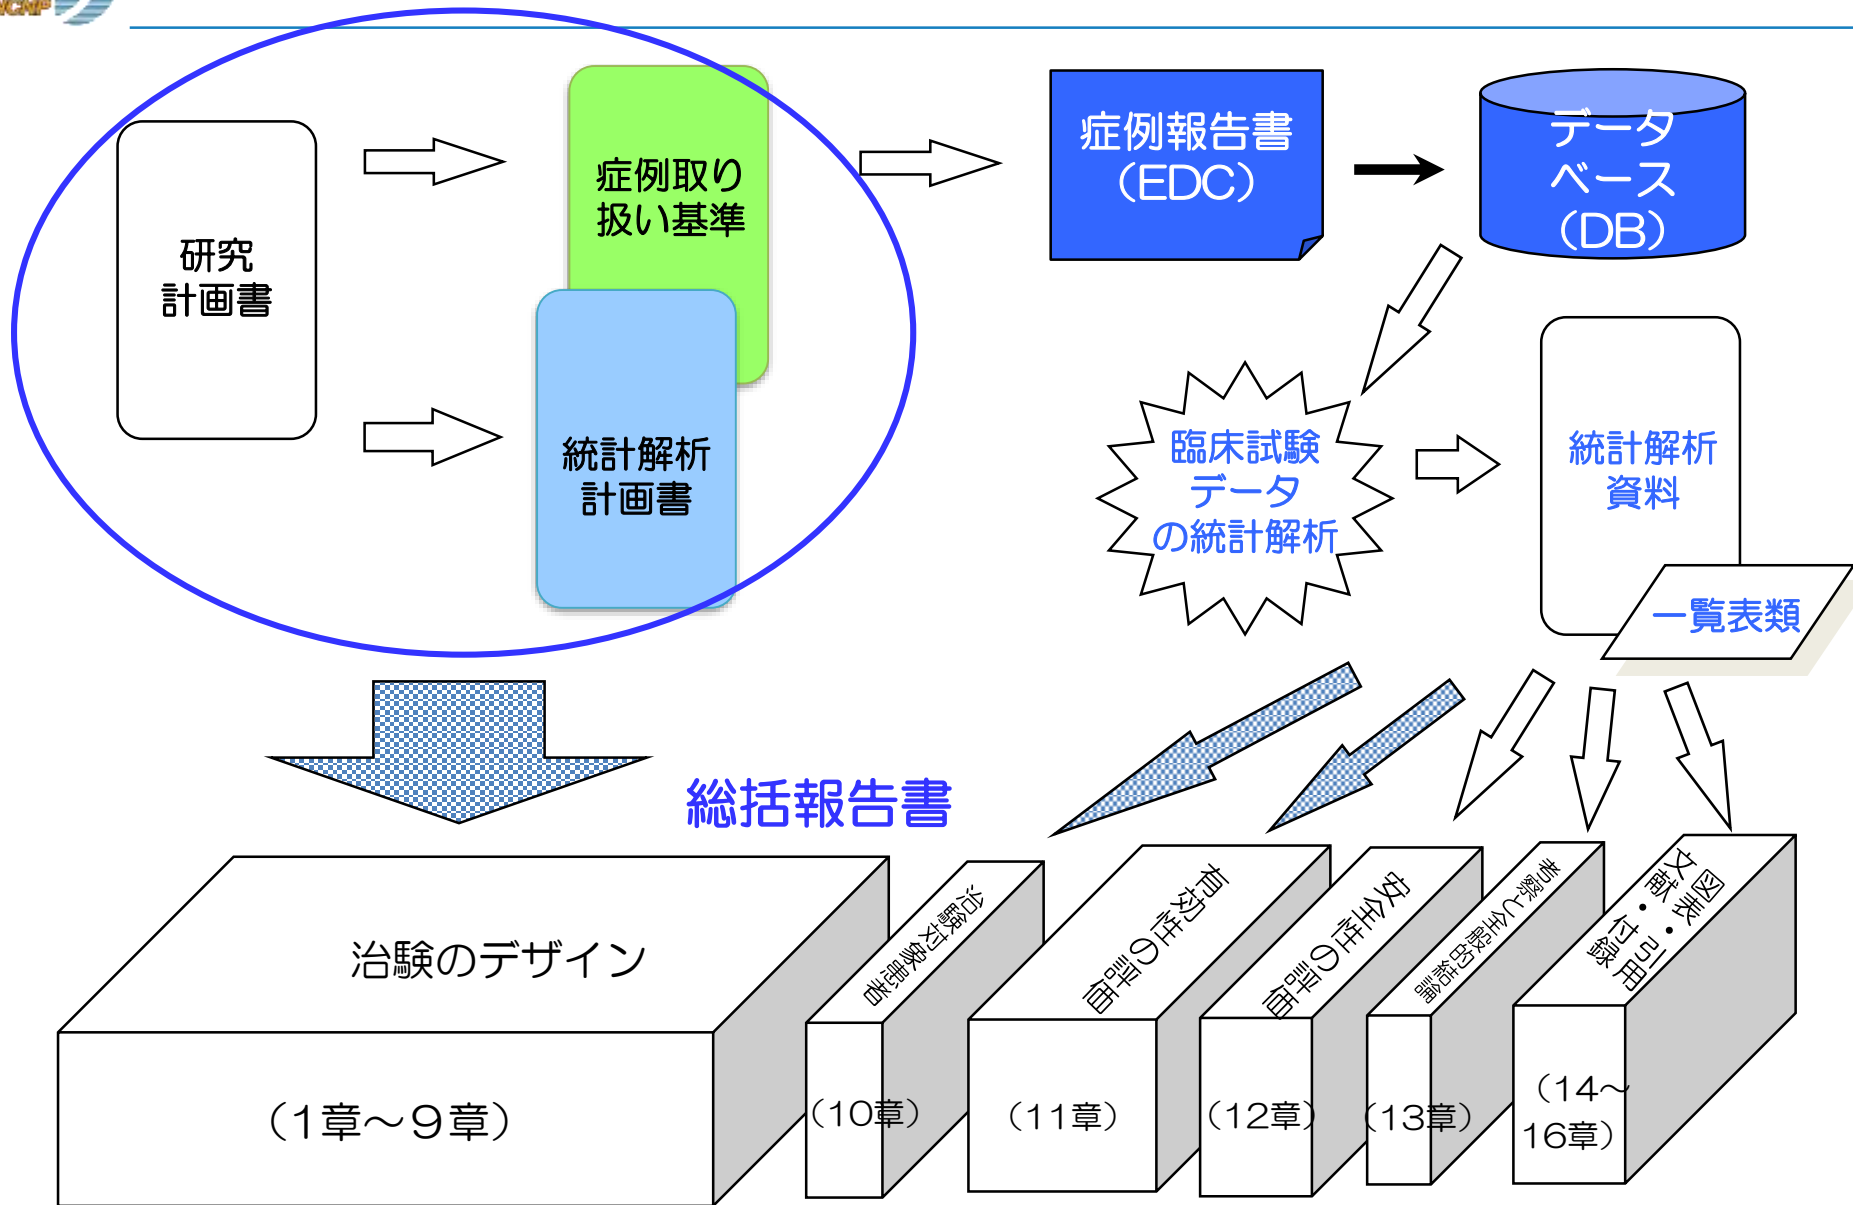 NCNP
研究
計画書
症例取り
扱い基準
統計解析
計画書
症例報告書
（EDC）
データ
ベース
（DB）
臨床試験
データ
の統計解析
統計解析
資料
一覧表類
総括報告書
治験のデザイン
（1章～9章）
治験対象患者
（10章）
有効性の評価
（11章）
安全性の評価
（12章）
考察と全般的結論
（13章）
図表・引用
文献・付録
（14～
16章）